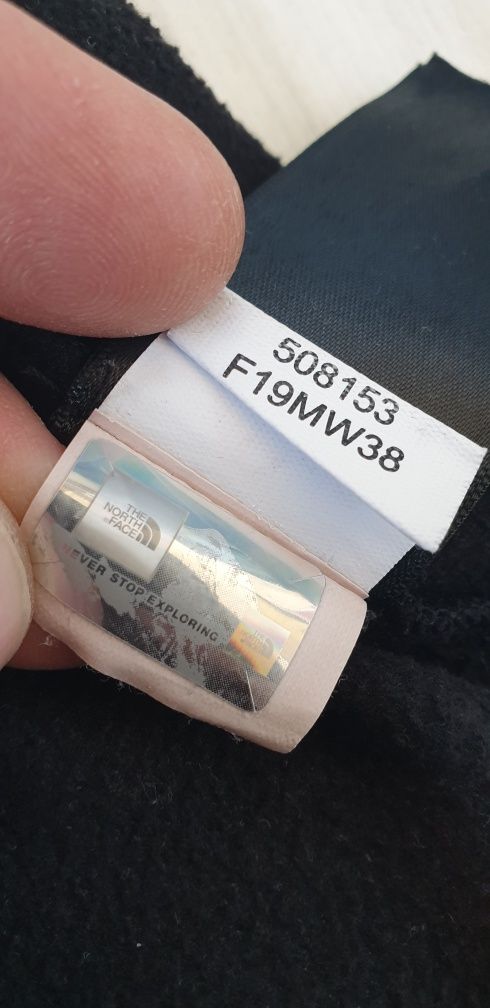 508153
F19MW38
THE
NORTH
FACE
NEVER STOP EXPLORING